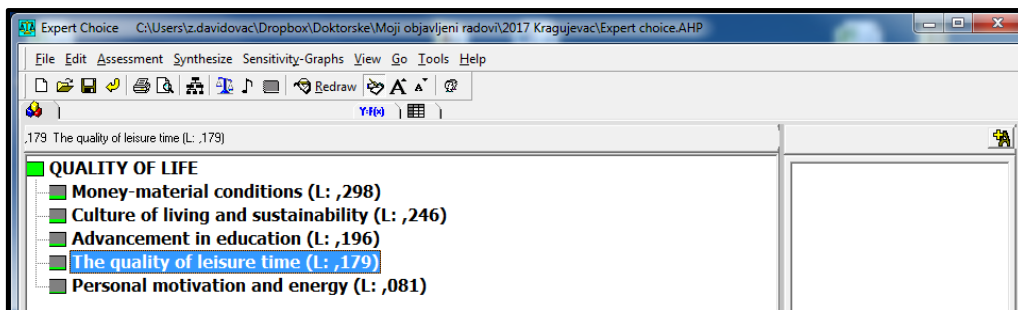 Expert Choice C:\Users\z.davidovac\Dropbox\Doktorske\Moji objavljeni radovi\2017 Kragujevac\Expert choice.AHP
File Edit Assessment Synthesize Sensitivity-Graphs View Go Tools Help
Redraw A A
Y:F(x)
,179 The quality of leisure time (L: ,179)
QUALITY OF LIFE
Money-material conditions (L: ,298)
Culture of living and sustainability (L: ,246)
Advancement in education (L: ,196)
The quality of leisure time (L: ,179)
Personal motivation and energy (L: ,081)